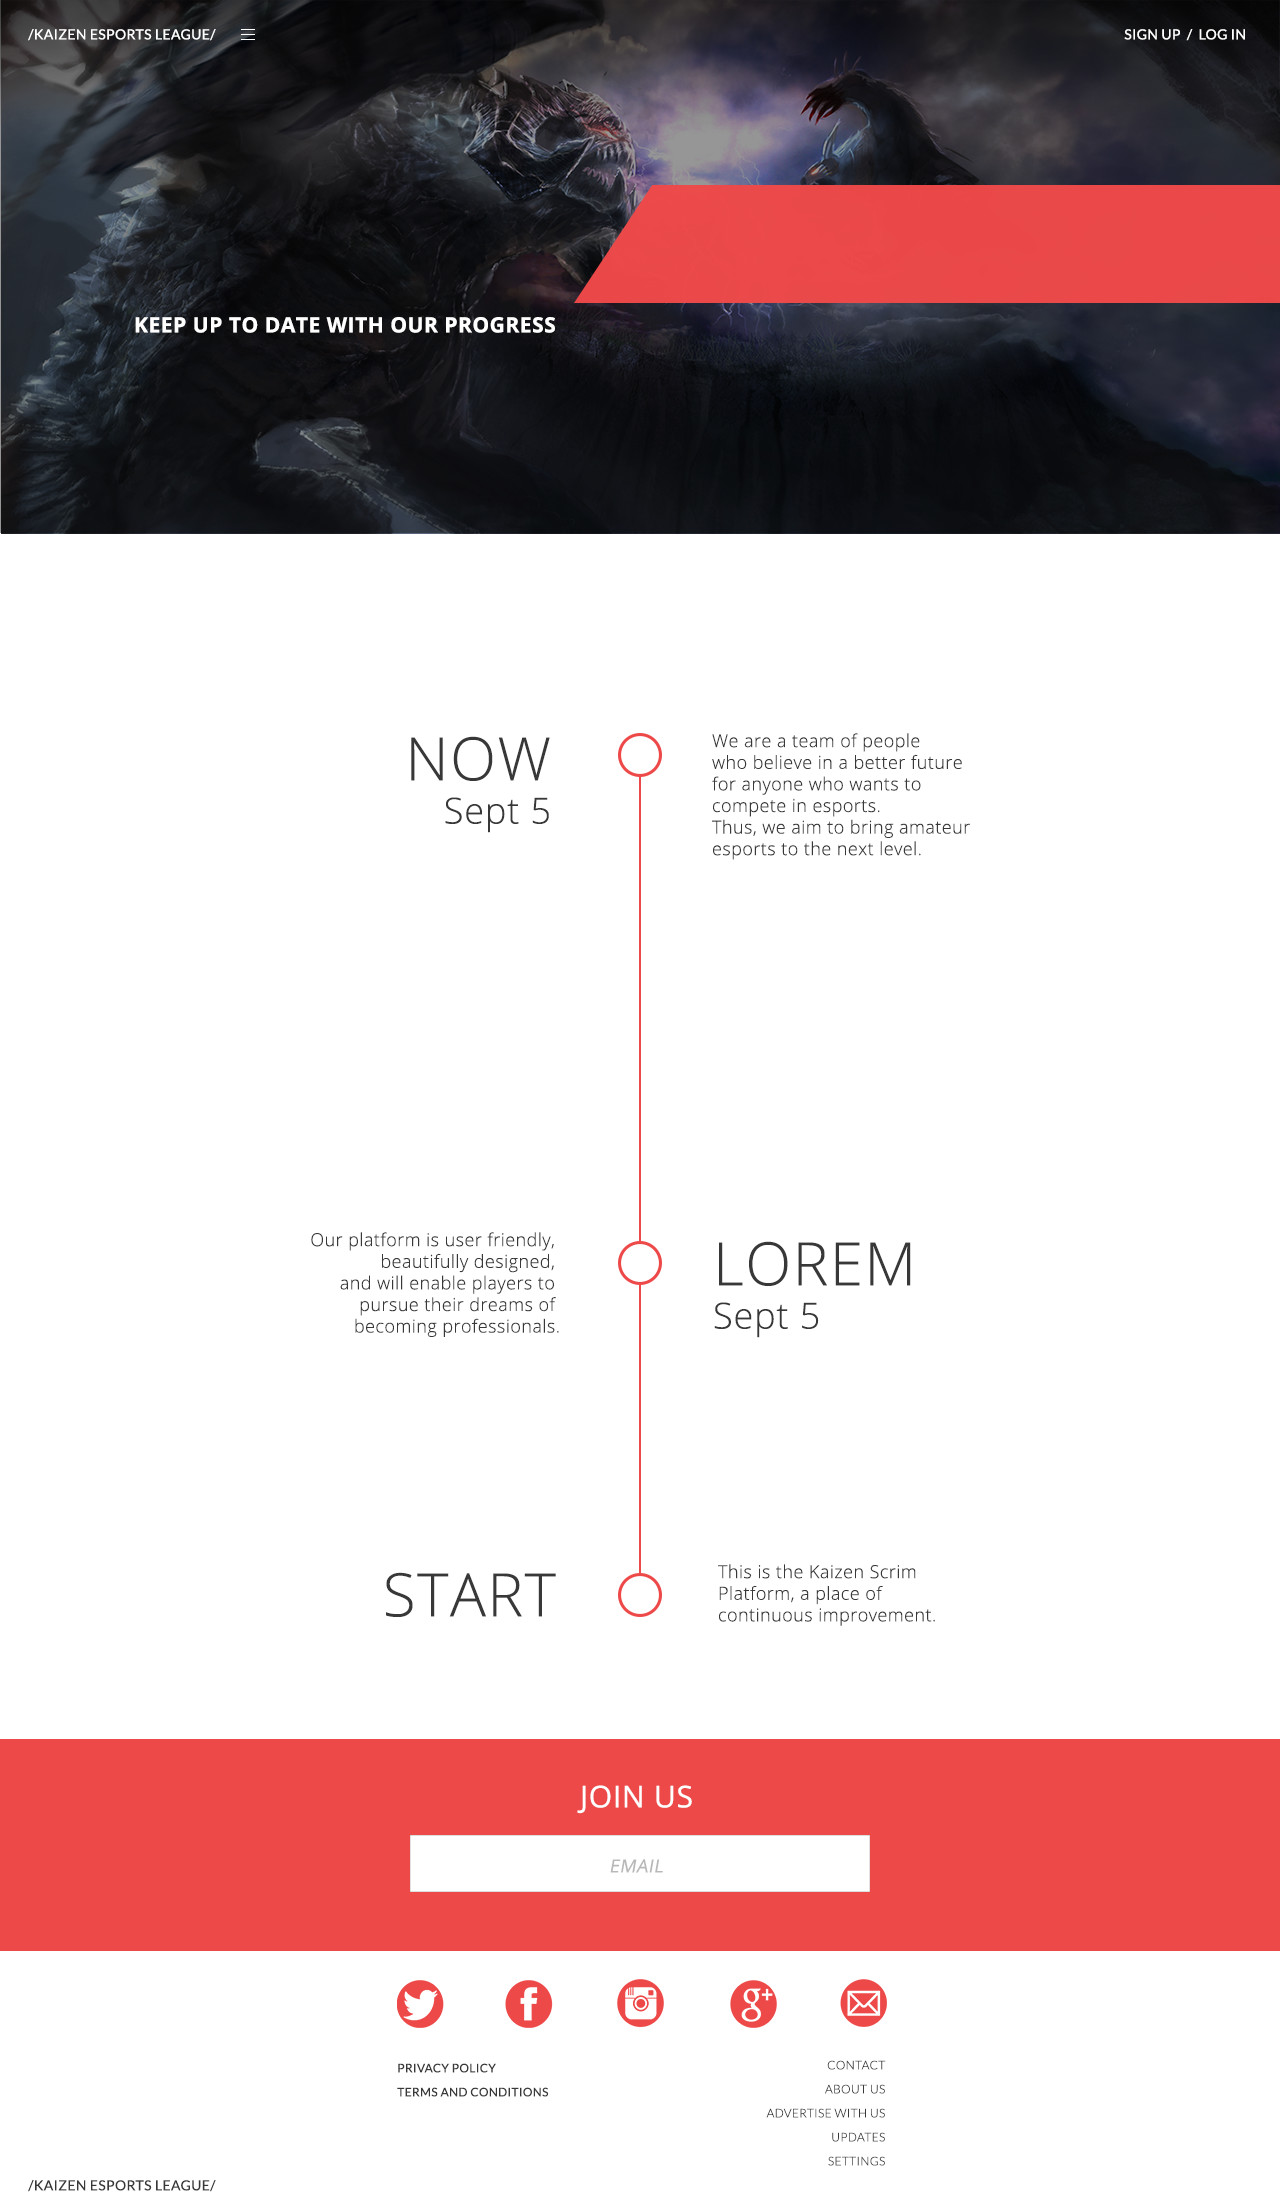 /KAIZEN ESPORTS LEAGUE/
SIGN UP / LOG IN
KEEP UP TO DATE WITH OUR PROGRESS
NOW
Sept 5
We are a team of people
who believe in a better future
for anyone who wants to
compete in esports.
Thus, we aim to bring amateur
esports to the next level.
Our platform is user friendly,
beautifully designed,
and will enable players to
pursue their dreams of
becoming professionals.
LOREM
Sept 5
START
This is the Kaizen Scrim
Platform, a place of
continuous improvement.
JOIN US
EMAIL
PRIVACY POLICY
TERMS AND CONDITIONS
CONTACT
ABOUT US
ADVERTISE WITH US
UPDATES
SETTINGS
/KAIZEN ESPORTS LEAGUE/